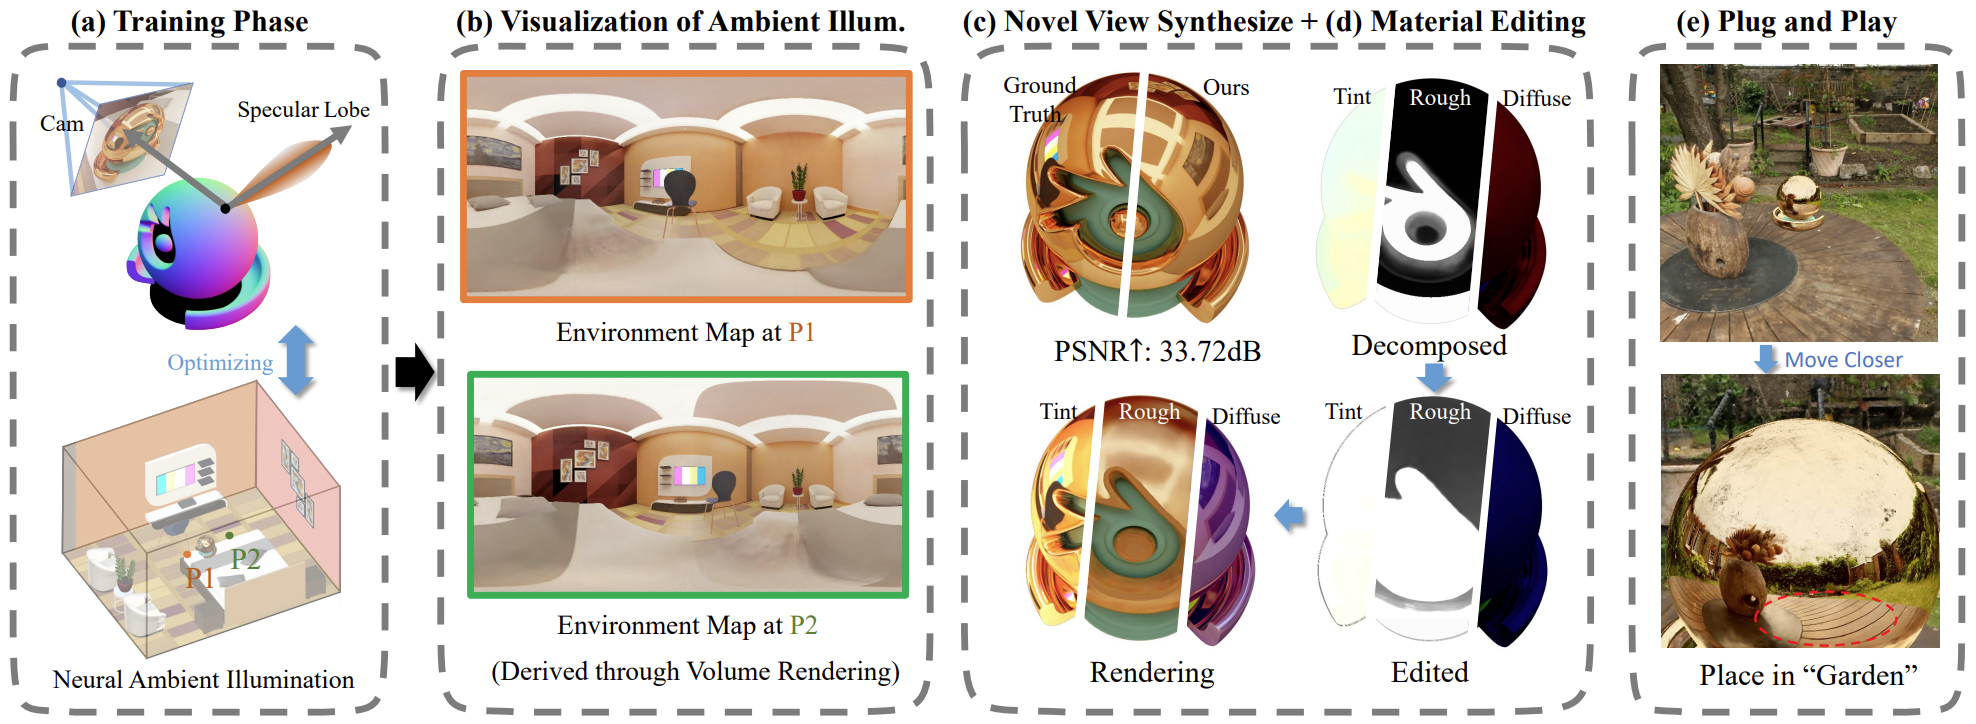 (a) Training Phase
Cam
Specular Lobe
Optimizing
P1
P2
Neural Ambient Illumination
(b) Visualization of Ambient Illum.
Environment Map at P1
Environment Map at P2
(Derived through Volume Rendering)
(c) Novel View Synthesize + (d) Material Editing
Ground
Truth
Ours
PSNR↑: 33.72dB
Tint
Rough
Diffuse
Decomposed
Tint
Rough
Diffuse
Rendering
Tint
Rough
Diffuse
Edited
(e) Plug and Play
Move Closer
Place in “Garden”